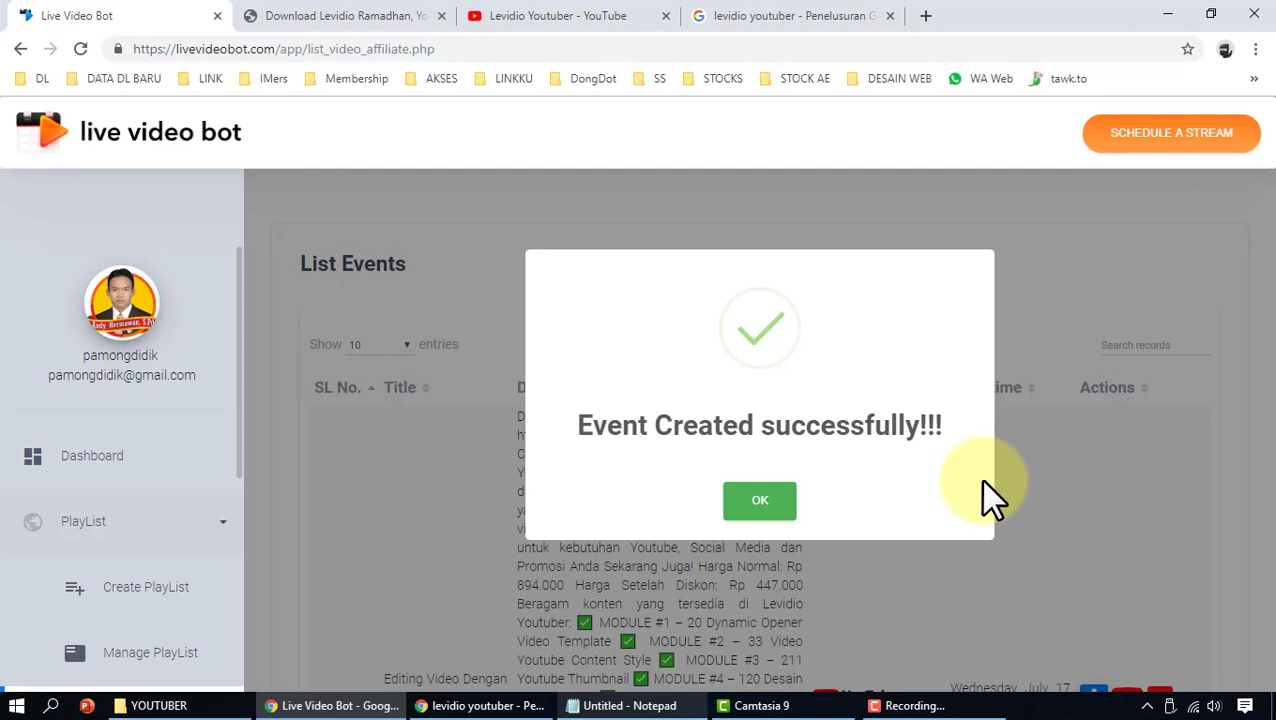 Live Video Bot
Download Levidio Ramadhan, Yo
Levidio Youtuber - YouTube
levidio youtuber - Penelusuran G
https://livevideobot.com/app/list_video_affiliate.php
DL
DATA DL BARU
LINK
IMers
Membership
AKSES
LINKKU
DongDot
SS
STOCKS
STOCK AE
DESAIN WEB
WA Web
tawk.to
live video bot
SCHEDULE A STREAM
pamongdidik
pamongdidik@gmail.com
Dashboard
PlayList
Create PlayList
Manage PlayList
List Events
Show 10 entries
Search records
SL No.
Title
Actions
Event Created successfully!!!
OK
untuk kebutuhan Youtube, Social Media dan
Promosi Anda Sekarang Juga! Harga Normal: Rp
894.000 Harga Setelah Diskon: Rp 447.000
Beragam konten yang tersedia di Levidio
Youtuber: ✅ MODULE #1 – 20 Dynamic Opener
Video Template ✅ MODULE #2 – 33 Video
Youtube Content Style ✅ MODULE #3 – 211
Youtube Thumbnail ✅ MODULE #4 – 120 Desain
Editing Video Dengan
Wednesday, July, 17
YOUTUBER
Live Video Bot - Goog...
levidio youtuber - Pe...
Untitled - Notepad
Camtasia 9
Recording...